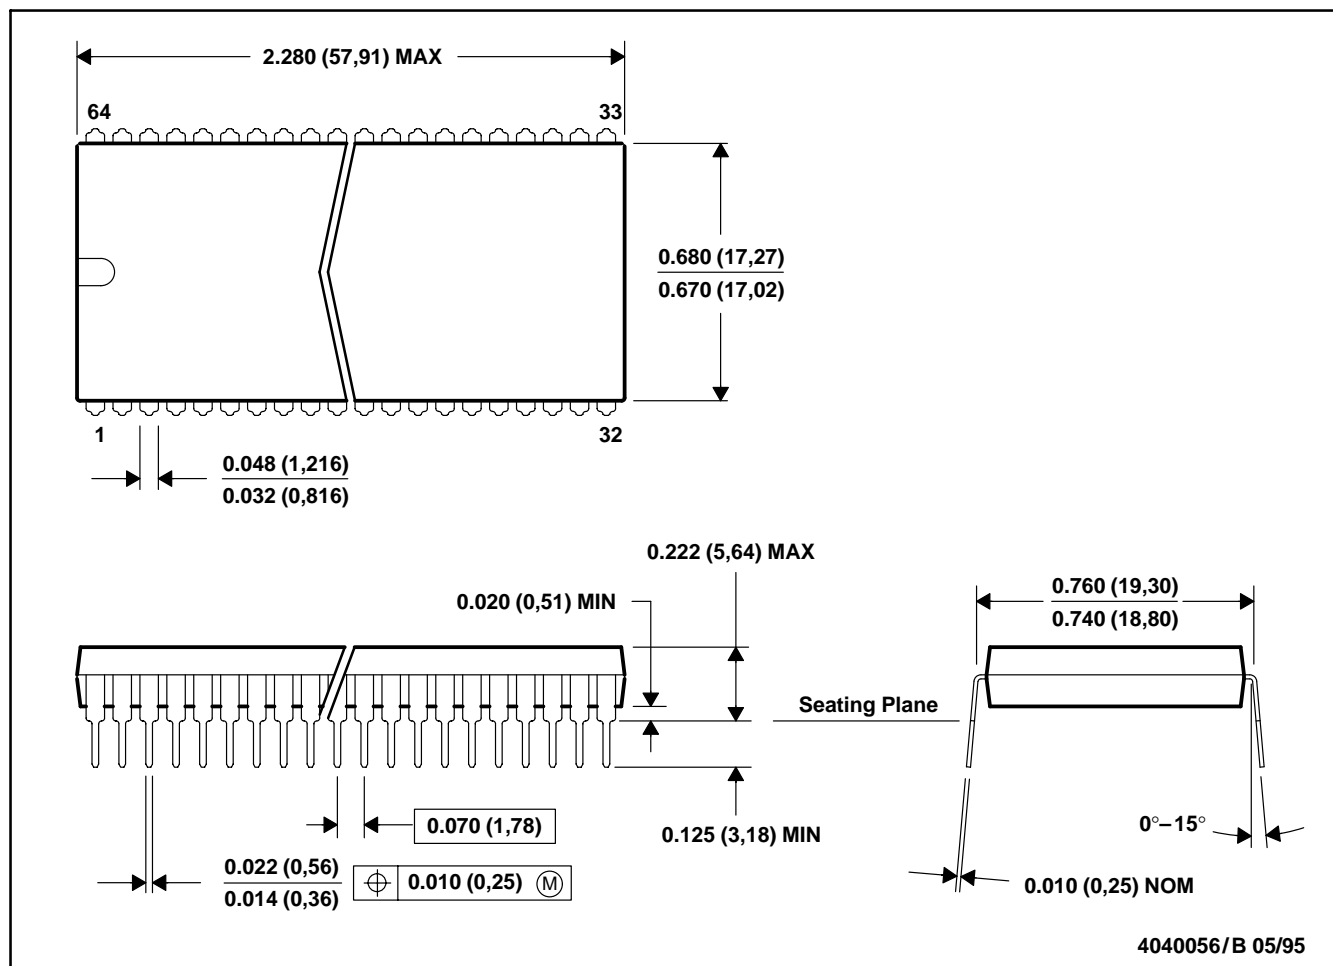 2.280 (57,91) MAX
64
33
0.680 (17,27)
0.670 (17,02)
1
32
0.048 (1,216)
0.032 (0,816)
0.222 (5,64) MAX
0.020 (0,51) MIN
0.760 (19,30)
0.740 (18,80)
Seating Plane
0.070 (1,78)
0.125 (3,18) MIN
0°–15°
0.022 (0,56)
0.014 (0,36)
0.010 (0,25) Ⓜ
0.010 (0,25) NOM
4040056/B 05/95